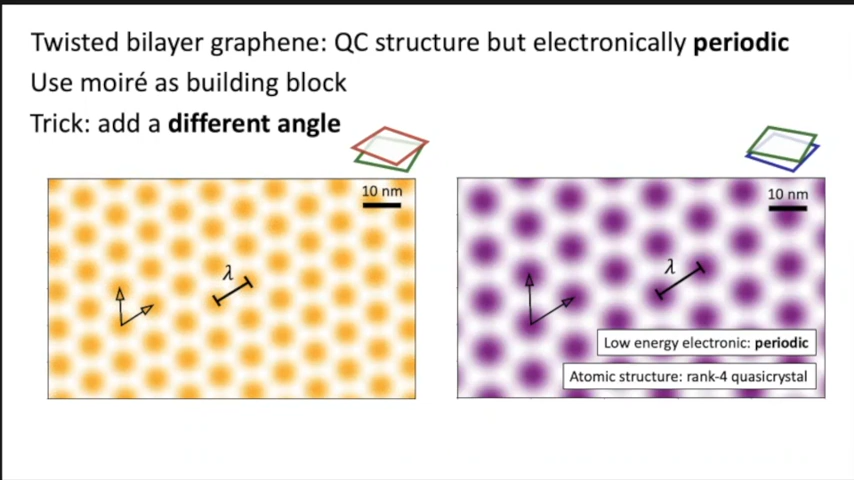 Twisted bilayer graphene: QC structure but electronically periodic
Use moiré as building block
Trick: add a different angle
10 nm
λ
10 nm
λ
Low energy electronic: periodic
Atomic structure: rank-4 quasicrystal